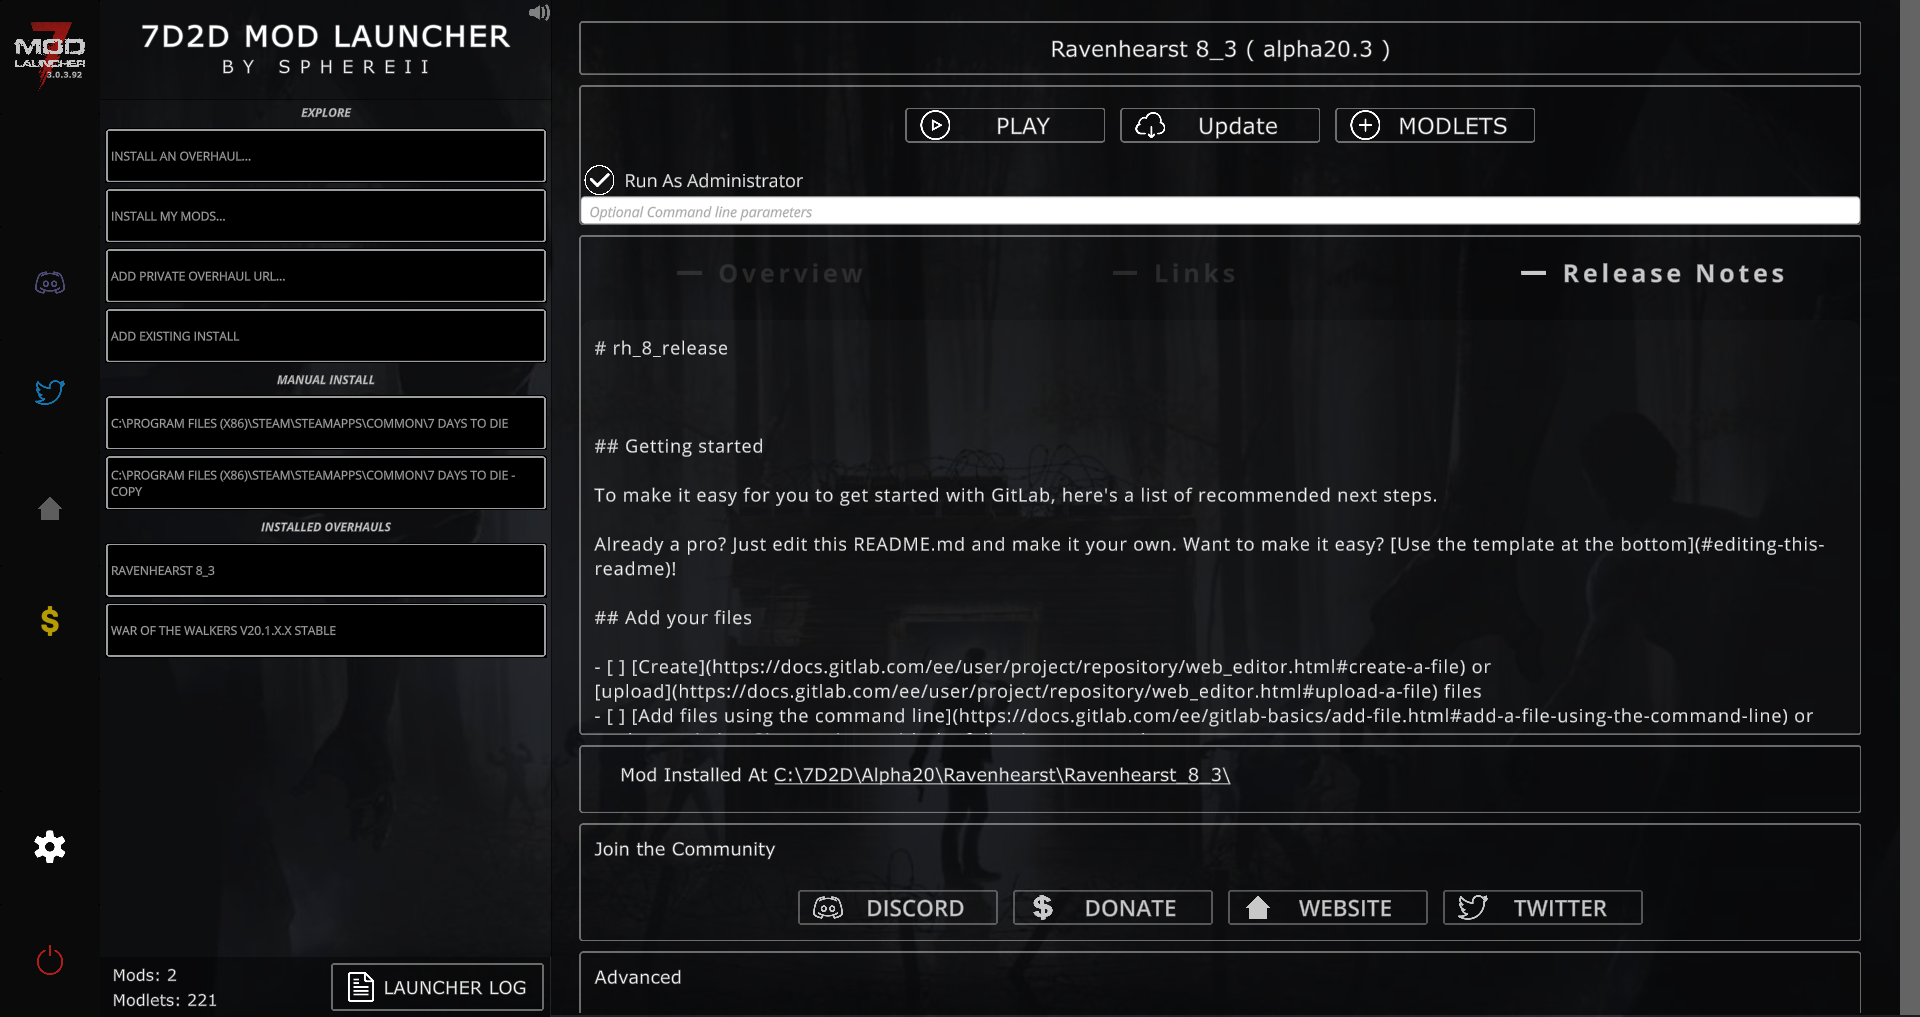 MOD
LAUNCHER
3.0.3.92
7D2D MOD LAUNCHER
BY SPHEREII
EXPLORE
INSTALL AN OVERHAUL...
INSTALL MY MODS...
ADD PRIVATE OVERHAUL URL...
ADD EXISTING INSTALL
MANUAL INSTALL
C:\PROGRAM FILES (X86)\STEAM\STEAMAPPS\COMMON\7 DAYS TO DIE
C:\PROGRAM FILES (X86)\STEAM\STEAMAPPS\COMMON\7 DAYS TO DIE -
COPY
INSTALLED OVERHAULS
RAVENHEARST 8_3
WAR OF THE WALKERS V20.1.X.X STABLE
Mods: 2
Modlets: 221
LAUNCHER LOG
Ravenhearst 8_3 ( alpha20.3 )
PLAY
Update
MODLETS
Run As Administrator
Optional Command line parameters
Overview
Links
Release Notes
# rh_8_release
## Getting started
To make it easy for you to get started with GitLab, here's a list of recommended next steps.
Already a pro? Just edit this README.md and make it your own. Want to make it easy? [Use the template at the bottom](#editing-this-
readme)!
## Add your files
- [ ] [Create](https://docs.gitlab.com/ee/user/project/repository/web_editor.html#create-a-file) or
[upload](https://docs.gitlab.com/ee/user/project/repository/web_editor.html#upload-a-file) files
- [ ] [Add files using the command line](https://docs.gitlab.com/ee/gitlab-basics/add-file.html#add-a-file-using-the-command-line) or
Mod Installed At C:\7D2D\Alpha20\Ravenhearst\Ravenhearst_8_3\
Join the Community
DISCORD
DONATE
WEBSITE
TWITTER
Advanced